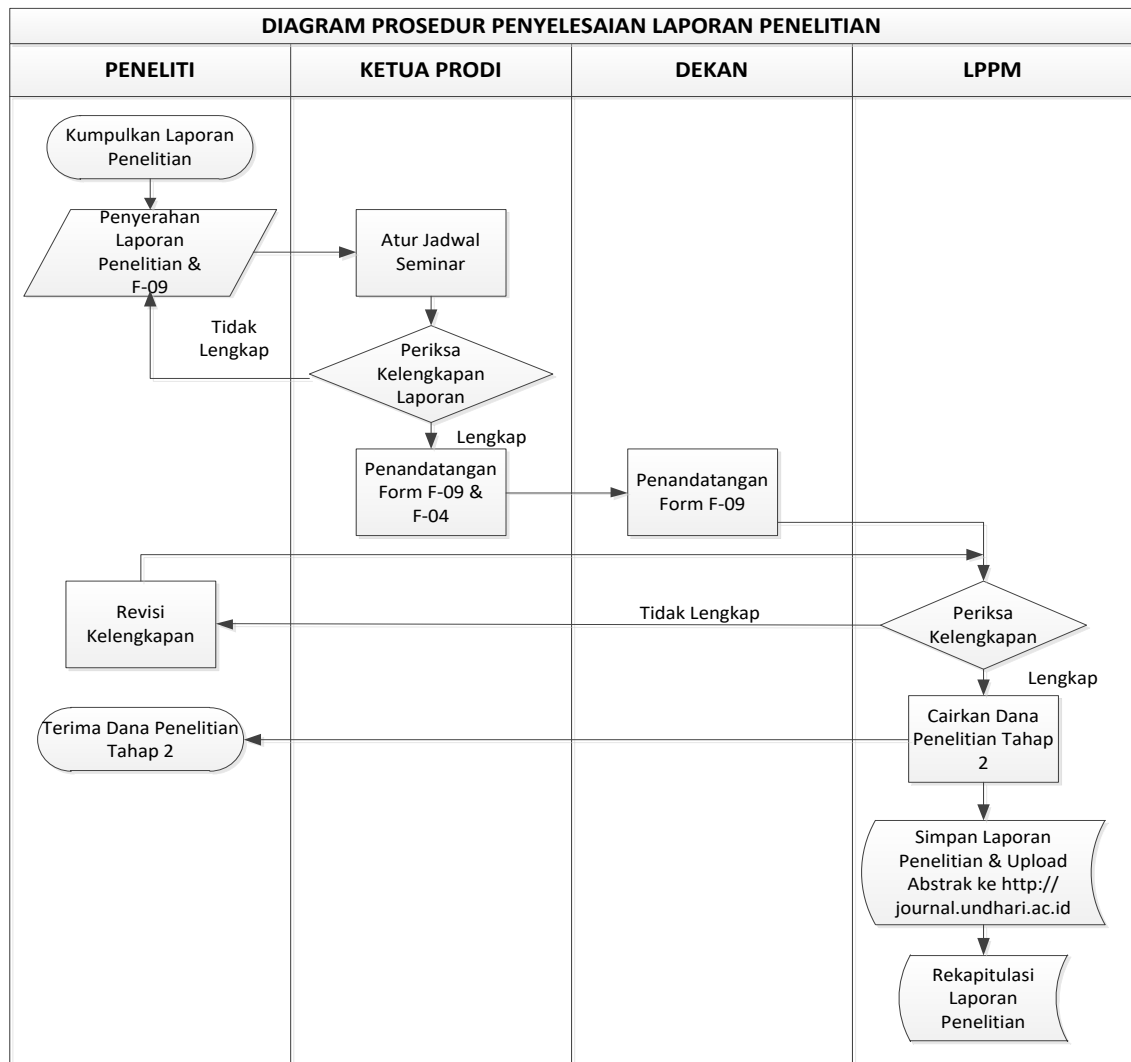 DIAGRAM PROSEDUR PENYELESAIAN LAPORAN PENELITIAN
PENELITI
KETUA PRODI
DEKAN
LPPM
Kumpulkan Laporan
Penelitian
Penyerahan
Laporan
Penelitian &
F-09
Atur Jadwal
Seminar
Tidak
Lengkap
Periksa
Kelengkapan
Laporan
Lengkap
Penandatangan
Form F-09 &
F-04
Penandatangan
Form F-09
Revisi
Kelengkapan
Tidak Lengkap
Periksa
Kelengkapan
Lengkap
Terima Dana Penelitian
Tahap 2
Cairkan Dana
Penelitian Tahap
2
Simpan Laporan
Penelitian & Upload
Abstrak ke http://
journal.undhari.ac.id
Rekapitulasi
Laporan
Penelitian